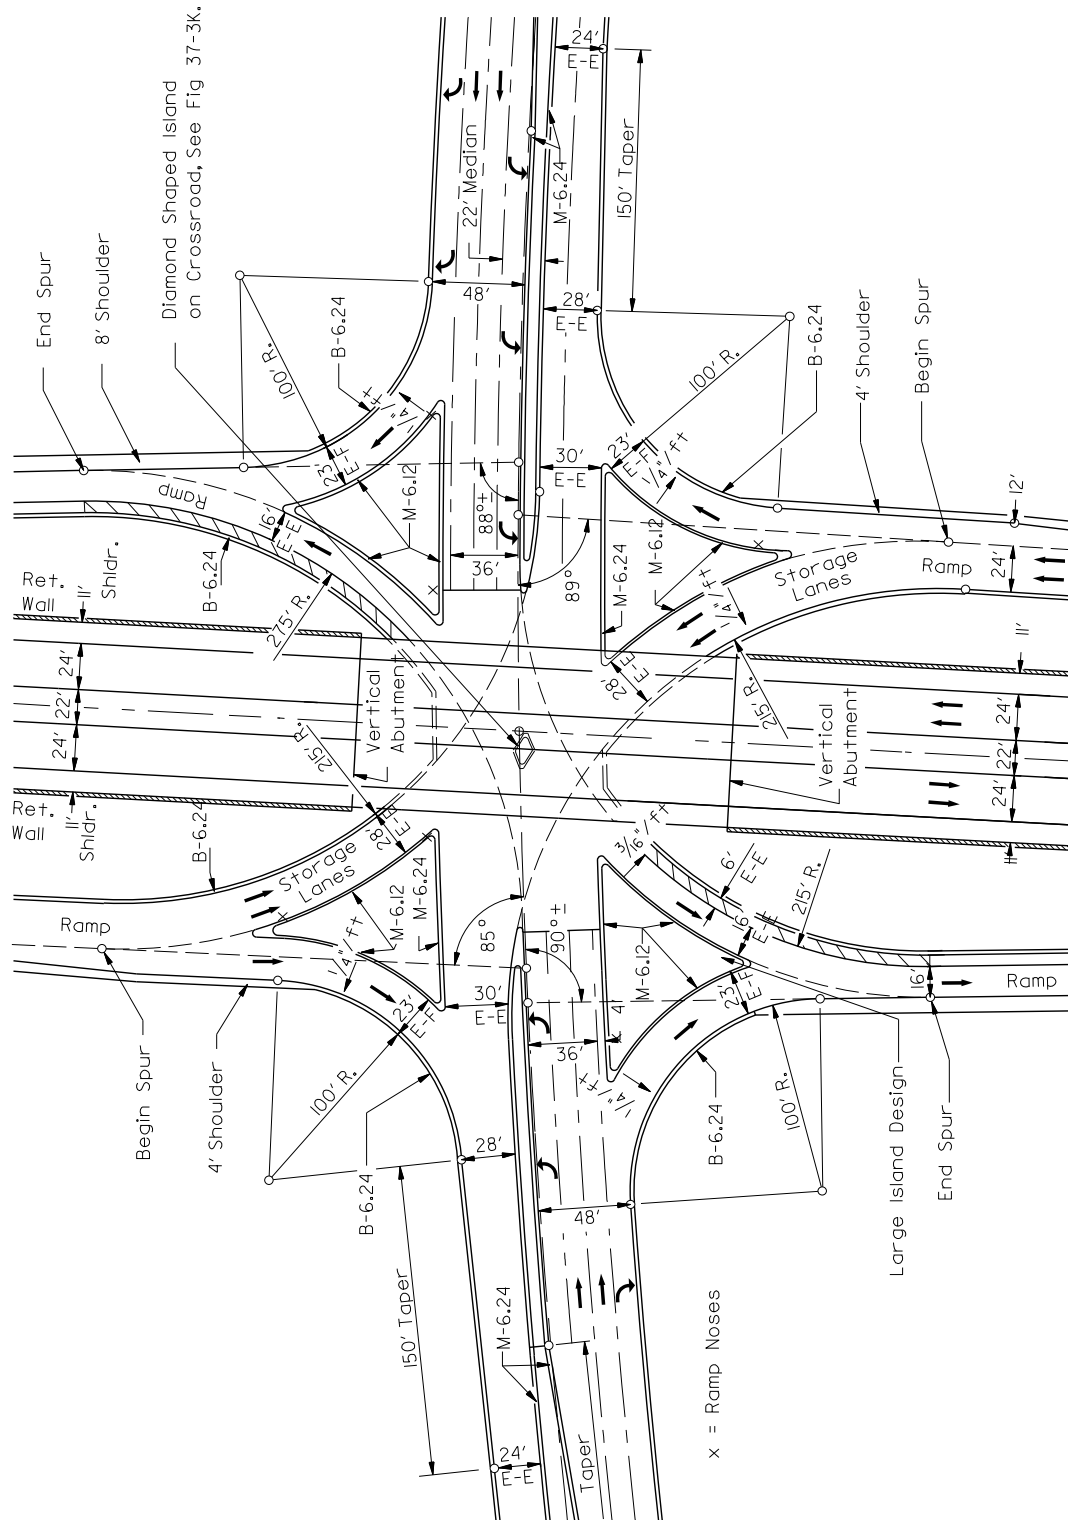 Diamond Shaped Island
on Crossroad, See Fig 37-3K.
End Spur
8' Shoulder
24'
E-E
150' Taper
22' Median
M-6.24
48'
28'
E-E
B-6.24
100' R.
100' R.
B-6.24
4' Shoulder
Begin Spur
1/4"/ft
23'
E-F
23'
E-F
1/4"/ft
Ramp
M-6.12
88°±
30'
E-E
16'
E-E
B-6.24
36'
89°
M-6.24
M-6.12
12'
Storage
Lanes
Ramp
24'
Ret.
Wall
11'
Shldr.
275' R.
1/4"/ft
28'
E-E
215' R.
11'
24'
22'
24'
Vertical
Abutment
215' R.
Vertical
Abutment
24'
22'
24'
Ret.
Wall
11'
Shldr.
B-6.24
28'
E-E
3/16"/ft
6'
E-E
11'
Storage
Lanes
M-6.12
M-6.24
215' R.
Ramp
1/4"/ft
85°
90°±
M-6.12
6'
E-E
16'
Ramp
23'
E-F
30'
E-E
36'
4
23'
E-F
Begin Spur
4' Shoulder
100' R.
B-6.24
28'
48'
1/4"/ft
B-6.24
100' R.
Large Island Design
End Spur
150' Taper
M-6.24
24'
E-E
Taper
x = Ramp Noses